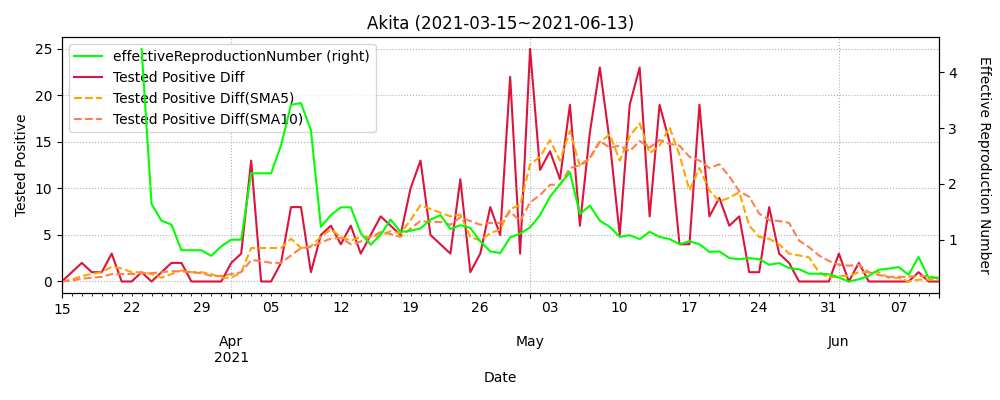 Akita (2021-03-15~2021-06-13)
effectiveReproductionNumber (right)
Tested Positive Diff
Tested Positive Diff(SMA5)
Tested Positive Diff(SMA10)
Tested Positive
25
20
15
10
5
0
Effective Reproduction Number
4
3
2
1
15 22 29 05 12 19 26 03 10 17 24 31 07
Apr May Jun
2021
Date